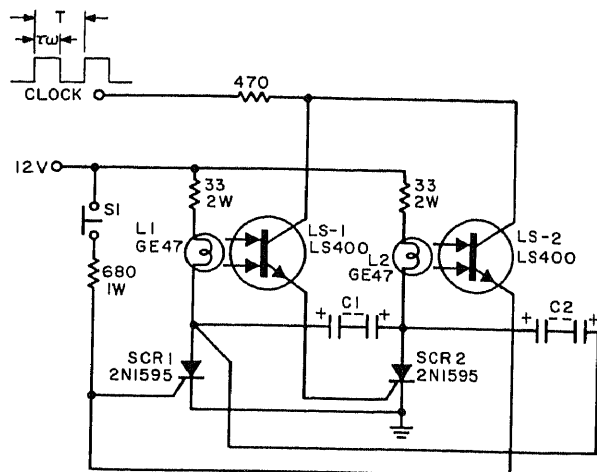 T
τω
CLOCK
470
12V
S1
33
2W
33
2W
L1
GE47
LS-1
LS400
L2
GE47
LS-2
LS400
680
1W
+ C1 +
- -
+ C2 +
- -
SCR1
2N1595
SCR2
2N1595